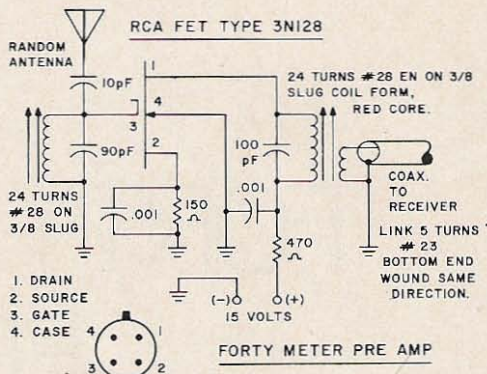 RCA FET TYPE 3N128
RANDOM
ANTENNA
10pF
1
4
3
2
24 TURNS #28 EN ON 3/8
SLUG COIL FORM,
RED CORE.
90pF
100
pF
24 TURNS
#28 ON
3/8 SLUG
.001
150
Ω
.001
470
Ω
COAX.
TO
RECEIVER
LINK 5 TURNS
#23
BOTTOM END
WOUND SAME
DIRECTION.
(-) (+)
15 VOLTS
1. DRAIN
2. SOURCE
3. GATE
4. CASE
4 1
3 2
FORTY METER PRE AMP